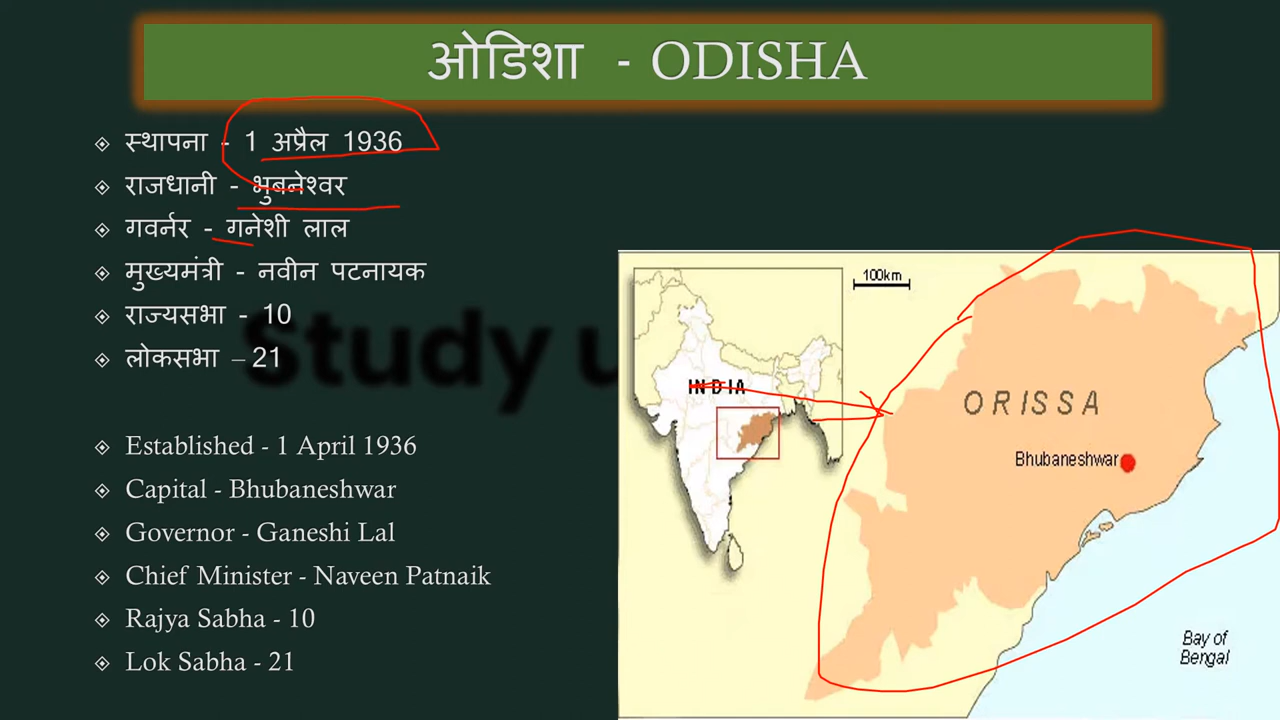 ओडिशा - ODISHA
स्थापना - 1 अप्रैल 1936
राजधानी - भुबनेश्वर
गवर्नर - गनेशी लाल
मुख्यमंत्री - नवीन पटनायक
राज्यसभा - 10
लोकसभा – 21
Study u
Established - 1 April 1936
Capital - Bhubaneshwar
Governor - Ganeshi Lal
Chief Minister - Naveen Patnaik
Rajya Sabha - 10
Lok Sabha - 21
100km
INDIA
ORISSA
Bhubaneshwar
Bay of
Bengal